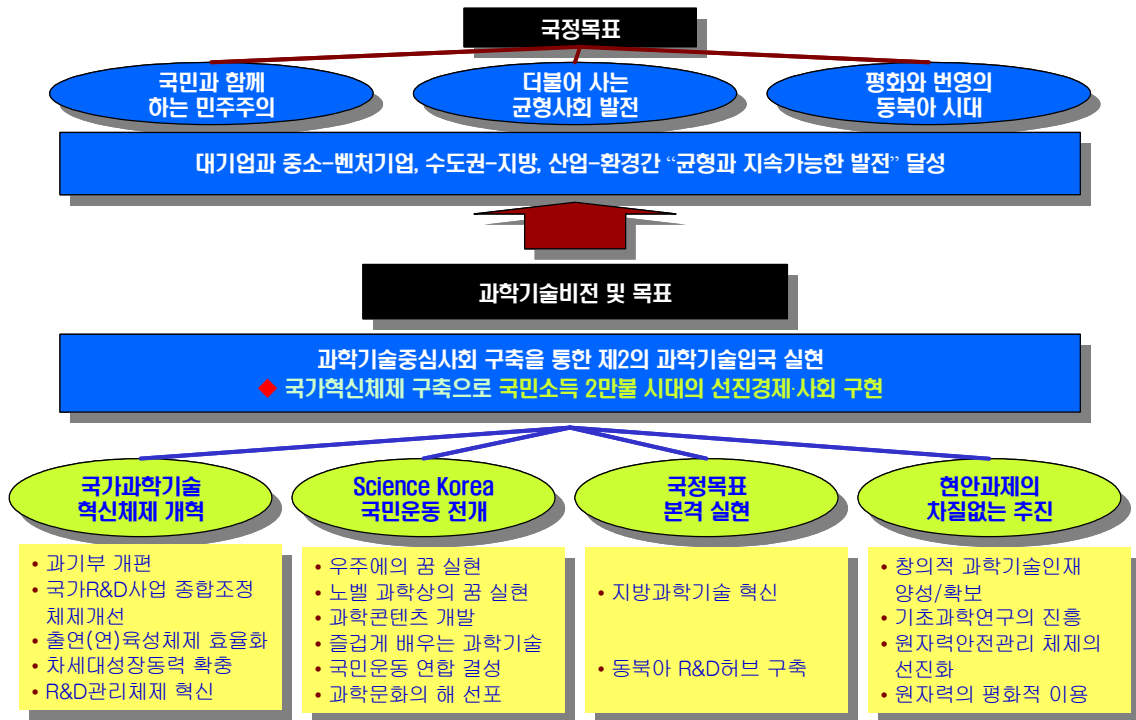 국정목표
국민과 함께
하는 민주주의
더불어 사는
균형사회 발전
평화와 번영의
동북아 시대
대기업과 중소-벤처기업, 수도권-지방, 산업-환경간 “균형과 지속가능한 발전” 달성
과학기술비전 및 목표
과학기술중심사회 구축을 통한 제2의 과학기술입국 실현
◆ 국가혁신체제 구축으로 국민소득 2만불 시대의 선진경제·사회 구현
국가과학기술
혁신체제 개혁
• 과기부 개편
• 국가R&D사업 종합조정
체제개선
• 출연(연)육성체제 효율화
• 차세대성장동력 확충
• R&D관리체제 혁신
Science Korea
국민운동 전개
• 우주에의 꿈 실현
• 노벨 과학상의 꿈 실현
• 과학콘텐츠 개발
• 즐겁게 배우는 과학기술
• 국민운동 연합 결성
• 과학문화의 해 선포
국정목표
본격 실현
• 지방과학기술 혁신
• 동북아 R&D허브 구축
현안과제의
차질없는 추진
• 창의적 과학기술인재
양성/확보
• 기초과학연구의 진흥
• 원자력안전관리 체제의
선진화
• 원자력의 평화적 이용